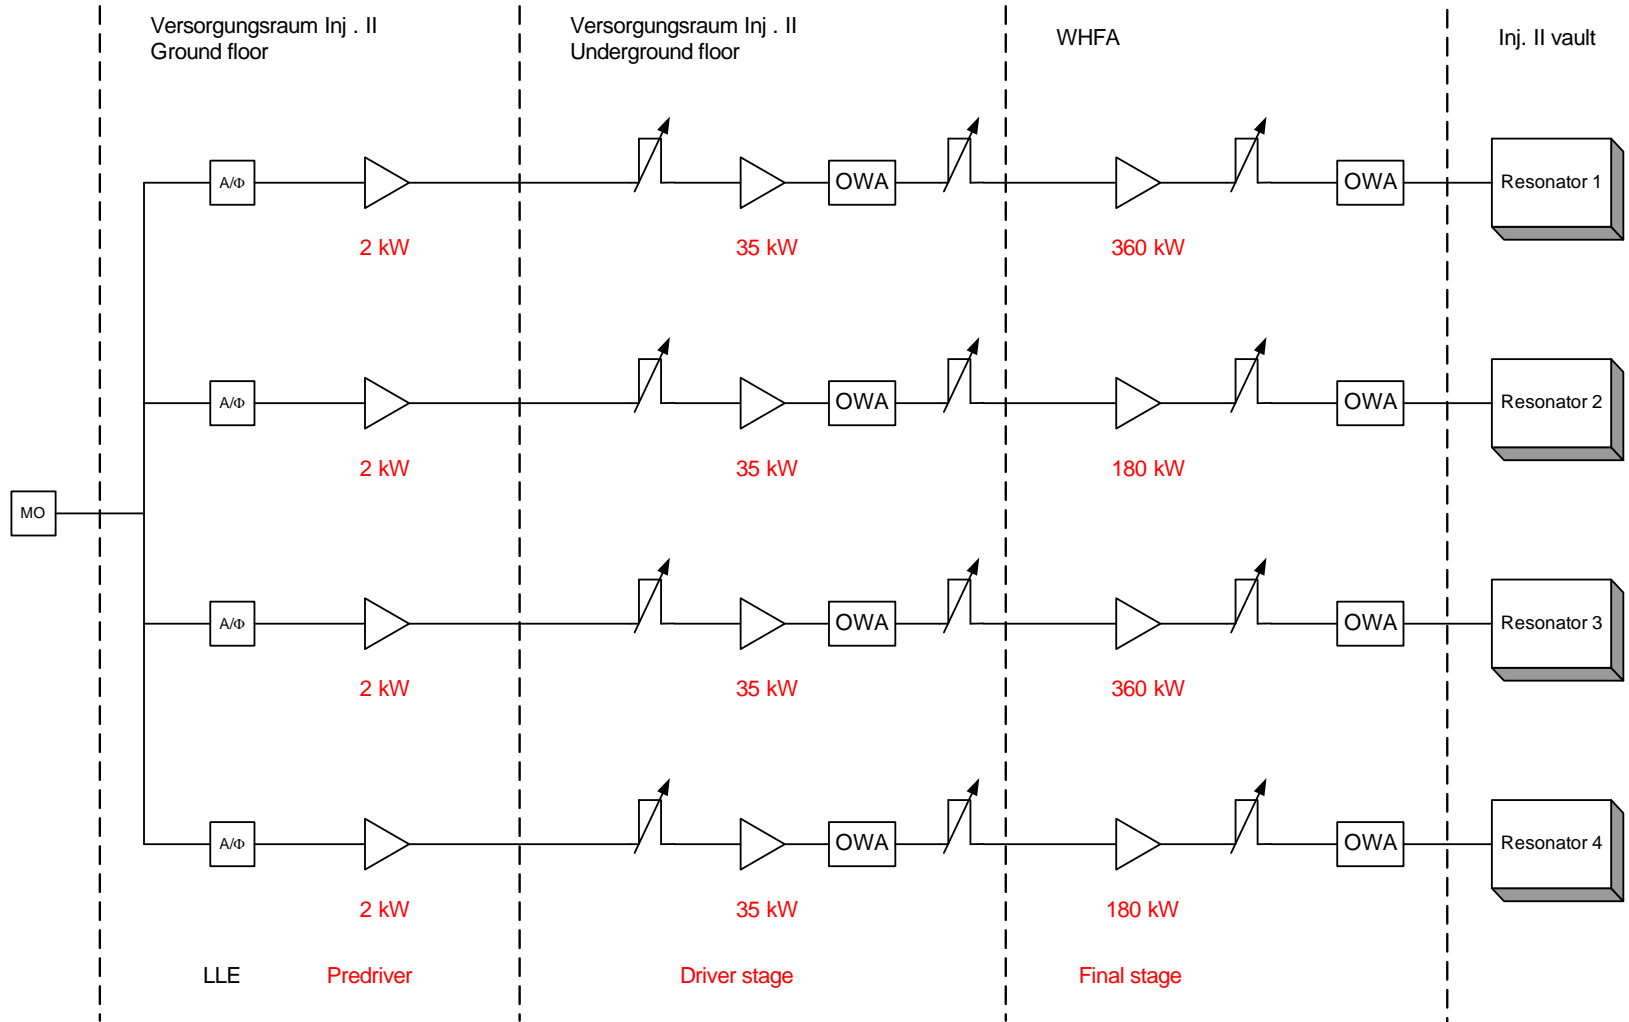 Versorgungsraum Inj . II
Ground floor
Versorgungsraum Inj . II
Underground floor
WHFA
Inj. II vault
A/Φ
OWA
OWA
Resonator 1
2 kW
35 kW
360 kW
A/Φ
OWA
OWA
Resonator 2
2 kW
35 kW
180 kW
MO
A/Φ
OWA
OWA
Resonator 3
2 kW
35 kW
360 kW
A/Φ
OWA
OWA
Resonator 4
2 kW
35 kW
180 kW
LLE
Predriver
Driver stage
Final stage